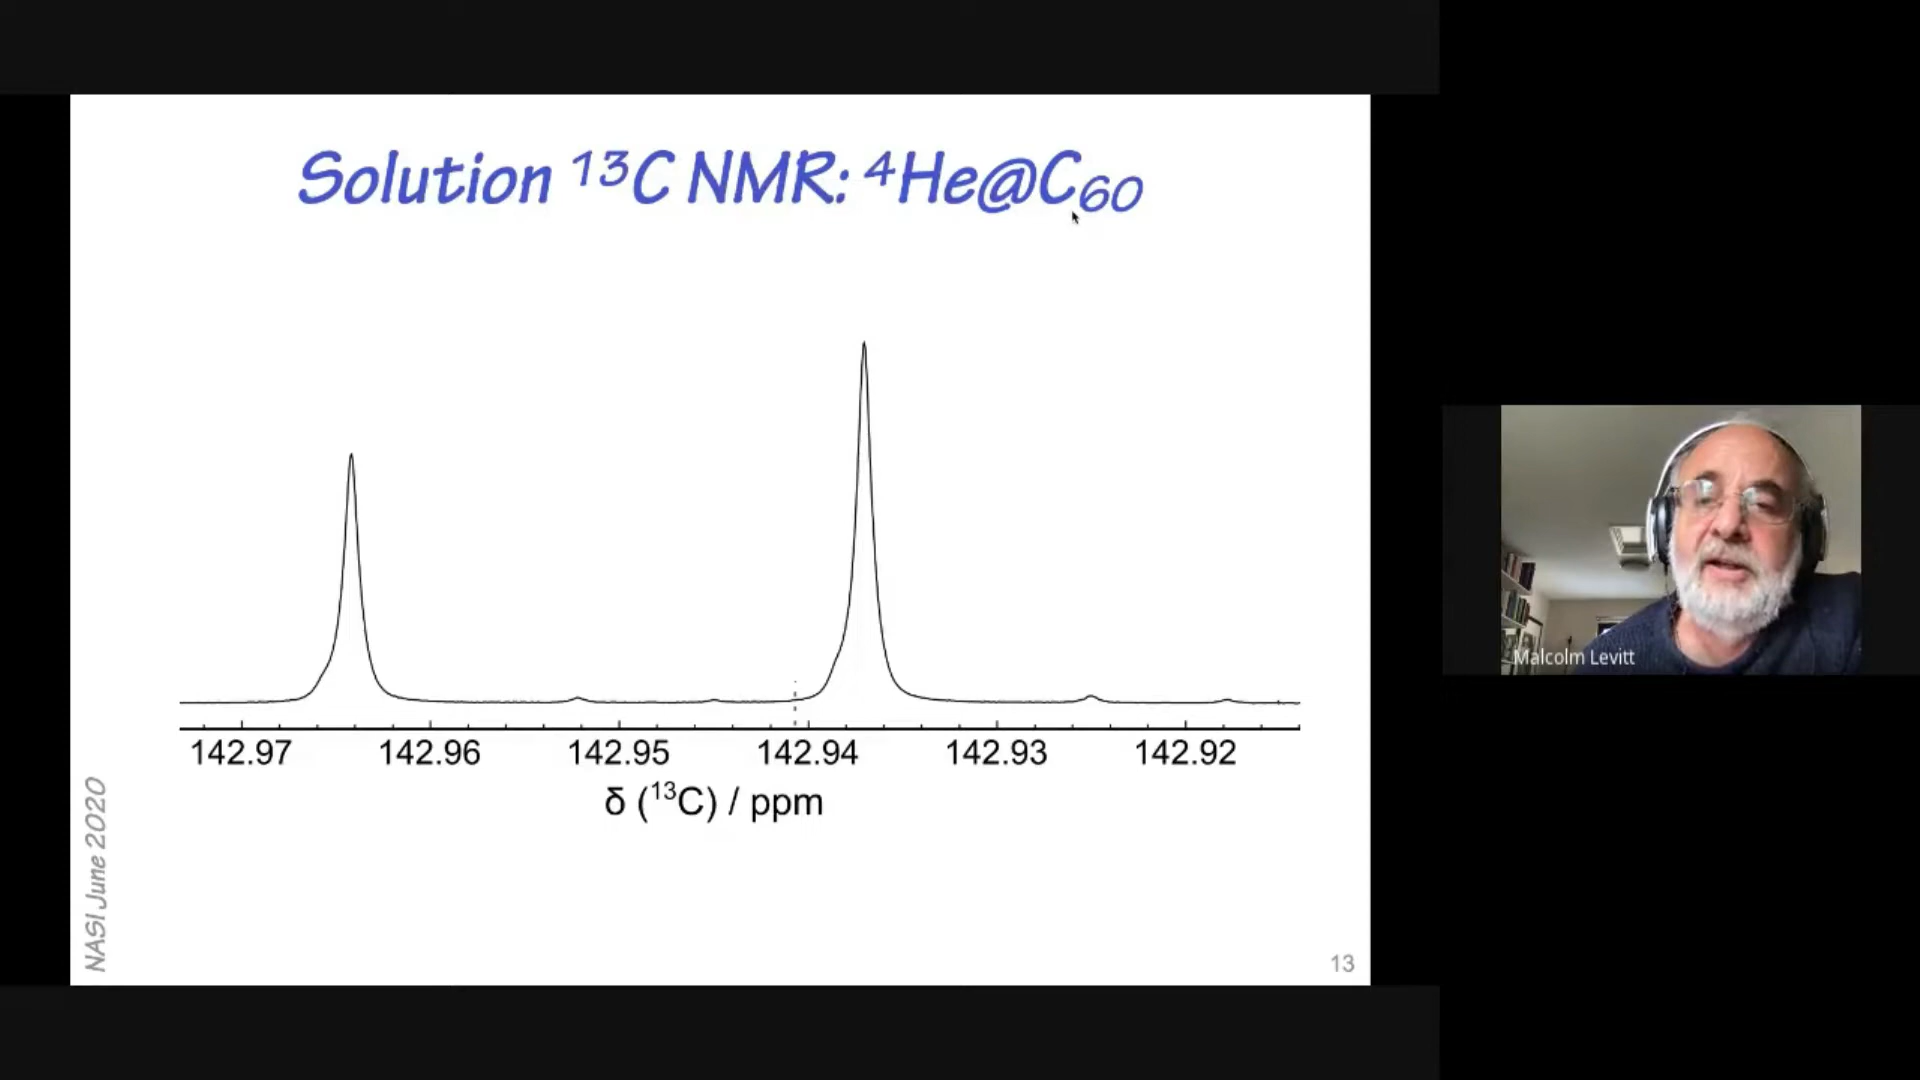 Solution ¹³C NMR: ⁴He@C₆₀
142.97 142.96 142.95 142.94 142.93 142.92
δ (¹³C) / ppm
NASI June 2020
13
Malcolm Levitt